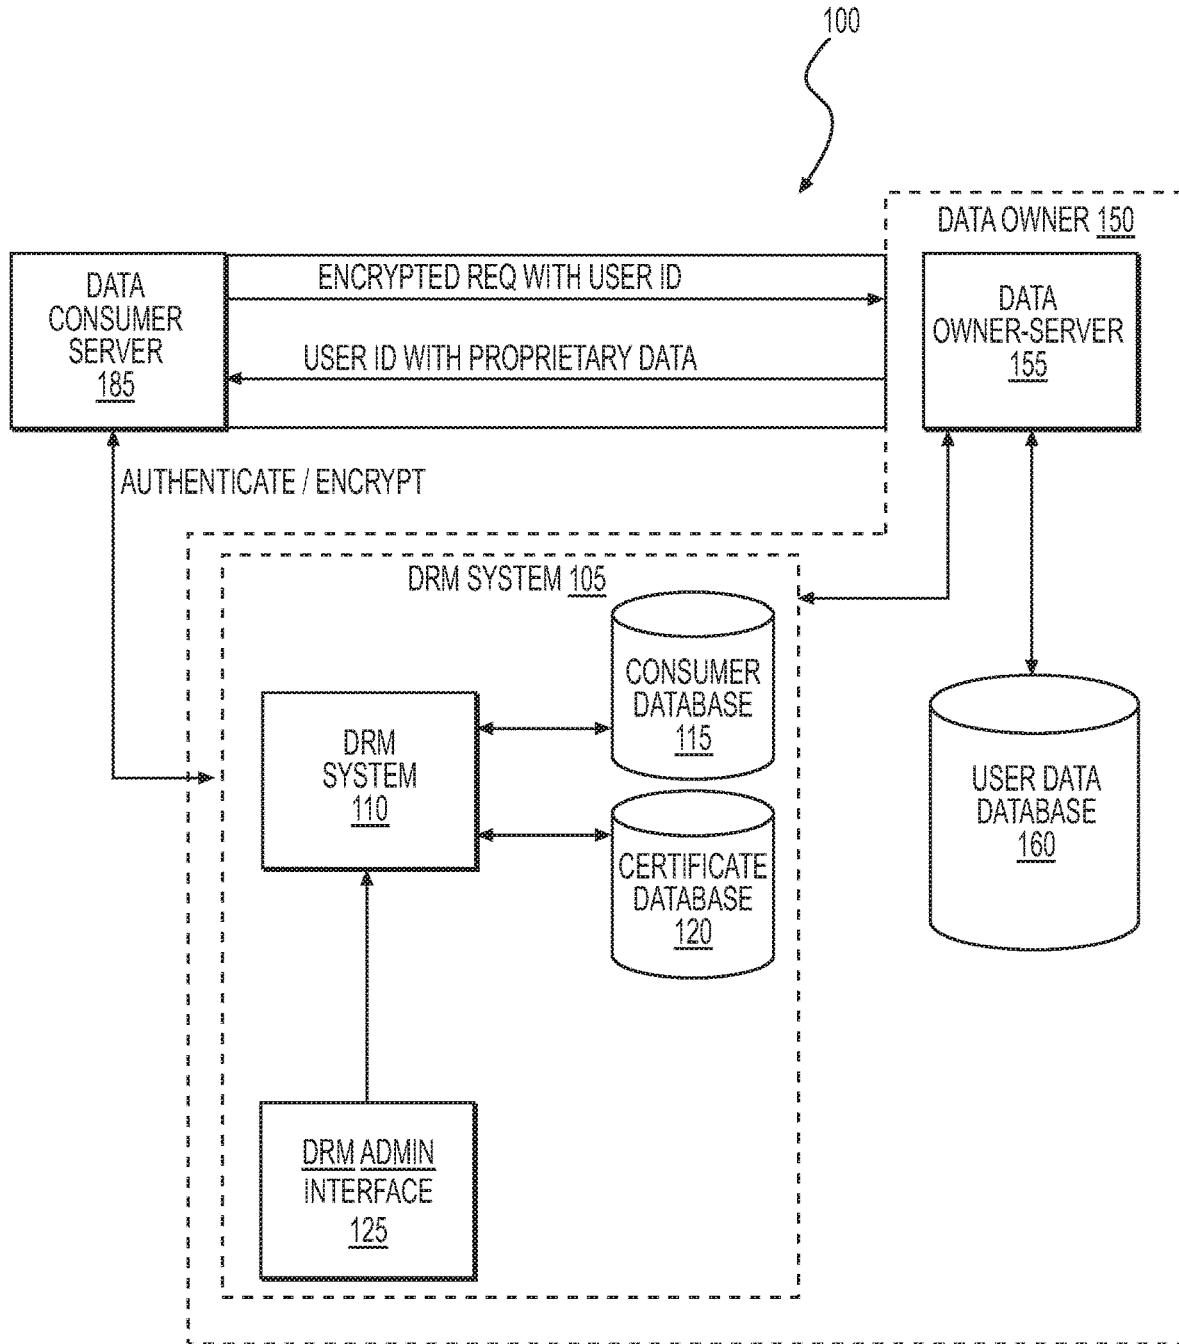 100
DATA OWNER 150
DATA
CONSUMER
SERVER
185
ENCRYPTED REQ WITH USER ID
USER ID WITH PROPRIETARY DATA
DATA
OWNER-SERVER
155
AUTHENTICATE / ENCRYPT
DRM SYSTEM 105
CONSUMER
DATABASE
115
DRM
SYSTEM
110
CERTIFICATE
DATABASE
120
USER DATA
DATABASE
160
DRM ADMIN
INTERFACE
125